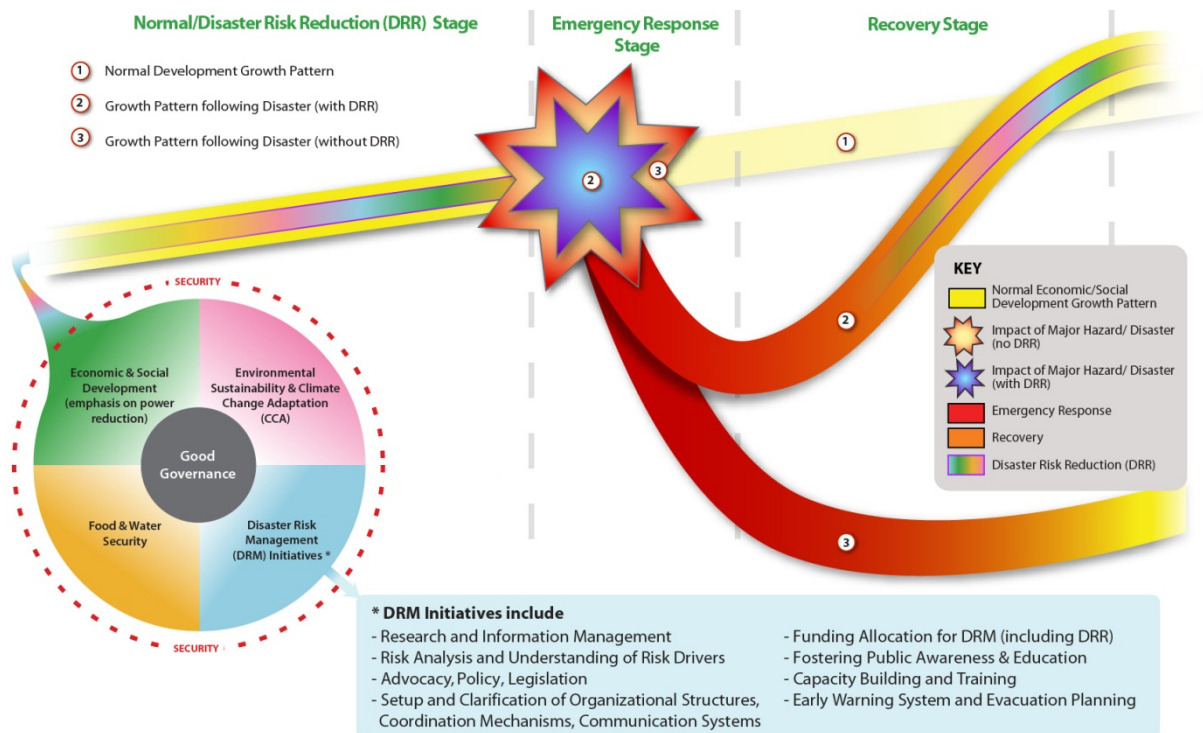 Normal/Disaster Risk Reduction (DRR) Stage
Emergency Response
Stage
Recovery Stage
1 Normal Development Growth Pattern
2 Growth Pattern following Disaster (with DRR)
3 Growth Pattern following Disaster (without DRR)
1
2
3
2
3
KEY
Normal Economic/Social
Development Growth Pattern
Impact of Major Hazard/ Disaster
(no DRR)
Impact of Major Hazard/ Disaster
(with DRR)
Emergency Response
Recovery
Disaster Risk Reduction (DRR)
SECURITY
Economic & Social
Development
(emphasis on power
reduction)
Environmental
Sustainability & Climate
Change Adaptation
(CCA)
Good
Governance
Food & Water
Security
Disaster Risk
Management
(DRM) Initiatives *
SECURITY
* DRM Initiatives include
- Research and Information Management
- Risk Analysis and Understanding of Risk Drivers
- Advocacy, Policy, Legislation
- Setup and Clarification of Organizational Structures,
Coordination Mechanisms, Communication Systems
- Funding Allocation for DRM (including DRR)
- Fostering Public Awareness & Education
- Capacity Building and Training
- Early Warning System and Evacuation Planning